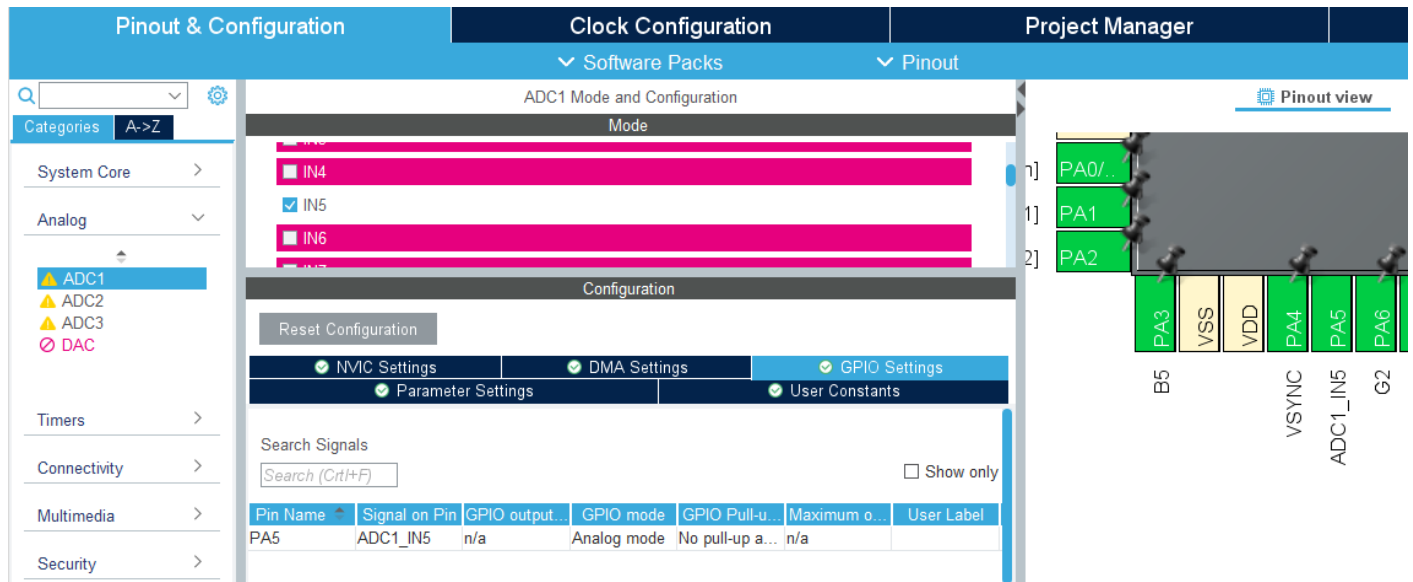 Pinout & Configuration
Clock Configuration
Project Manager
Software Packs
Pinout
Categories
A->Z
System Core
Analog
ADC1
ADC2
ADC3
DAC
Timers
Connectivity
Multimedia
Security
ADC1 Mode and Configuration
Mode
IN4
IN5
IN6
Configuration
Reset Configuration
NVIC Settings
DMA Settings
GPIO Settings
Parameter Settings
User Constants
Search Signals
Search (CrtI+F)
Show only
Pin Name Signal on Pin GPIO output... GPIO mode GPIO Pull-u... Maximum o... User Label
PA5 ADC1_IN5 n/a Analog mode No pull-up a... n/a
Pinout view
n] PA0/..
1] PA1
2] PA2
PA3
VSS
VDD
PA4
PA5
PA6
B5
VSYNC
ADC1_IN5
G2